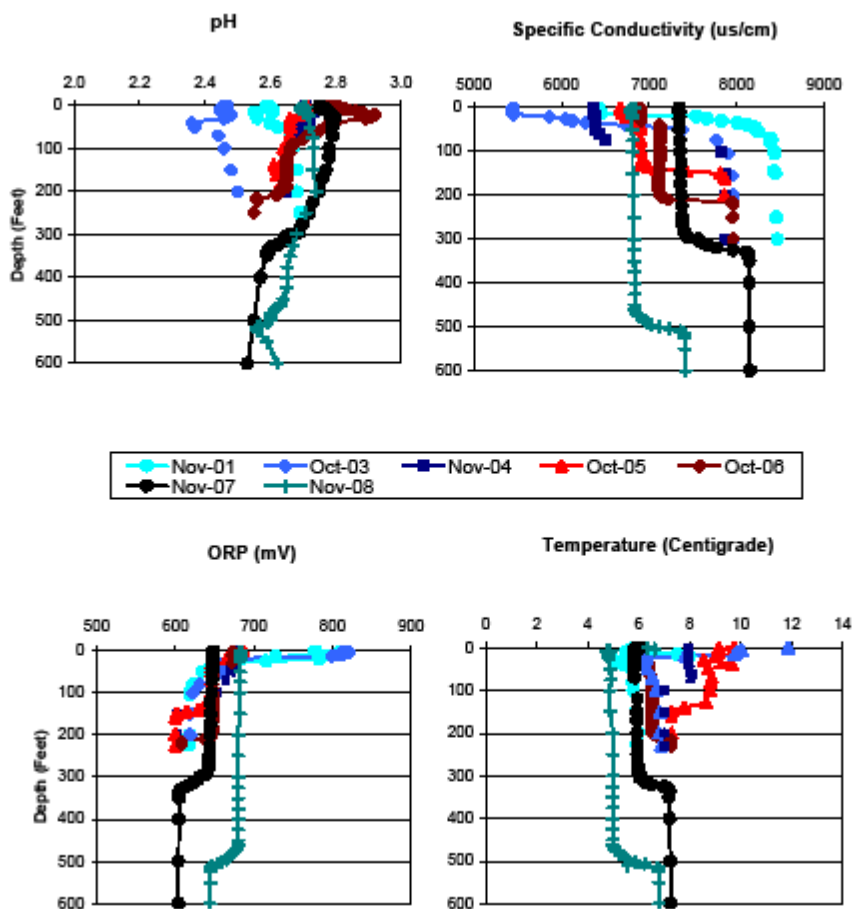 pH
Specific Conductivity (us/cm)
2.0 2.2 2.4 2.6 2.8 3.0
5000 6000 7000 8000 9000
Depth (Feet)
0
100
200
300
400
500
600
0
100
200
300
400
500
600
Nov-01 Oct-03 Nov-04 Oct-05 Oct-06
Nov-07 Nov-08
ORP (mV)
Temperature (Centigrade)
500 600 700 800 900
0 2 4 6 8 10 12 14
Depth (Feet)
0
100
200
300
400
500
600
0
100
200
300
400
500
600